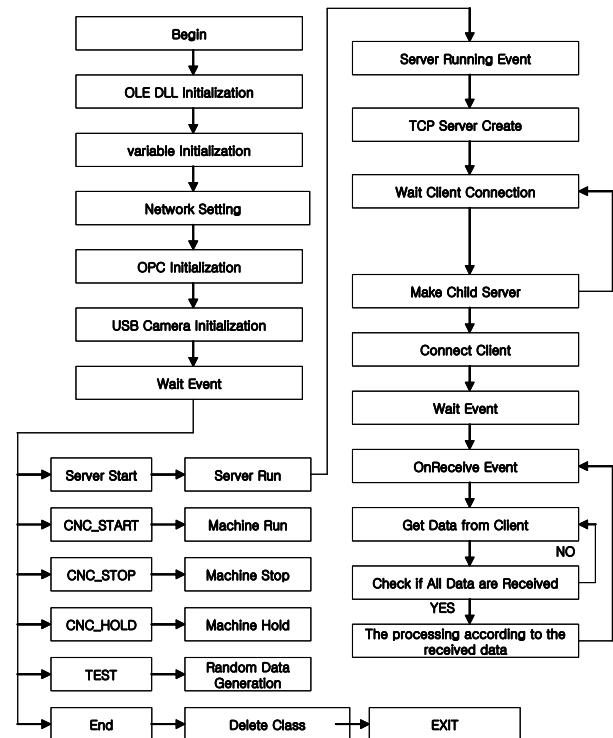 Begin
OLE DLL Initialization
variable Initialization
Network Setting
OPC Initialization
USB Camera Initialization
Wait Event
Server Start
Server Run
CNC_START
Machine Run
CNC_STOP
Machine Stop
CNC_HOLD
Machine Hold
TEST
Random Data
Generation
End
Delete Class
EXIT
Server Running Event
TCP Server Create
Wait Client Connection
Make Child Server
Connect Client
Wait Event
OnReceive Event
Get Data from Client
NO
Check if All Data are Received
YES
The processing according to the
received data